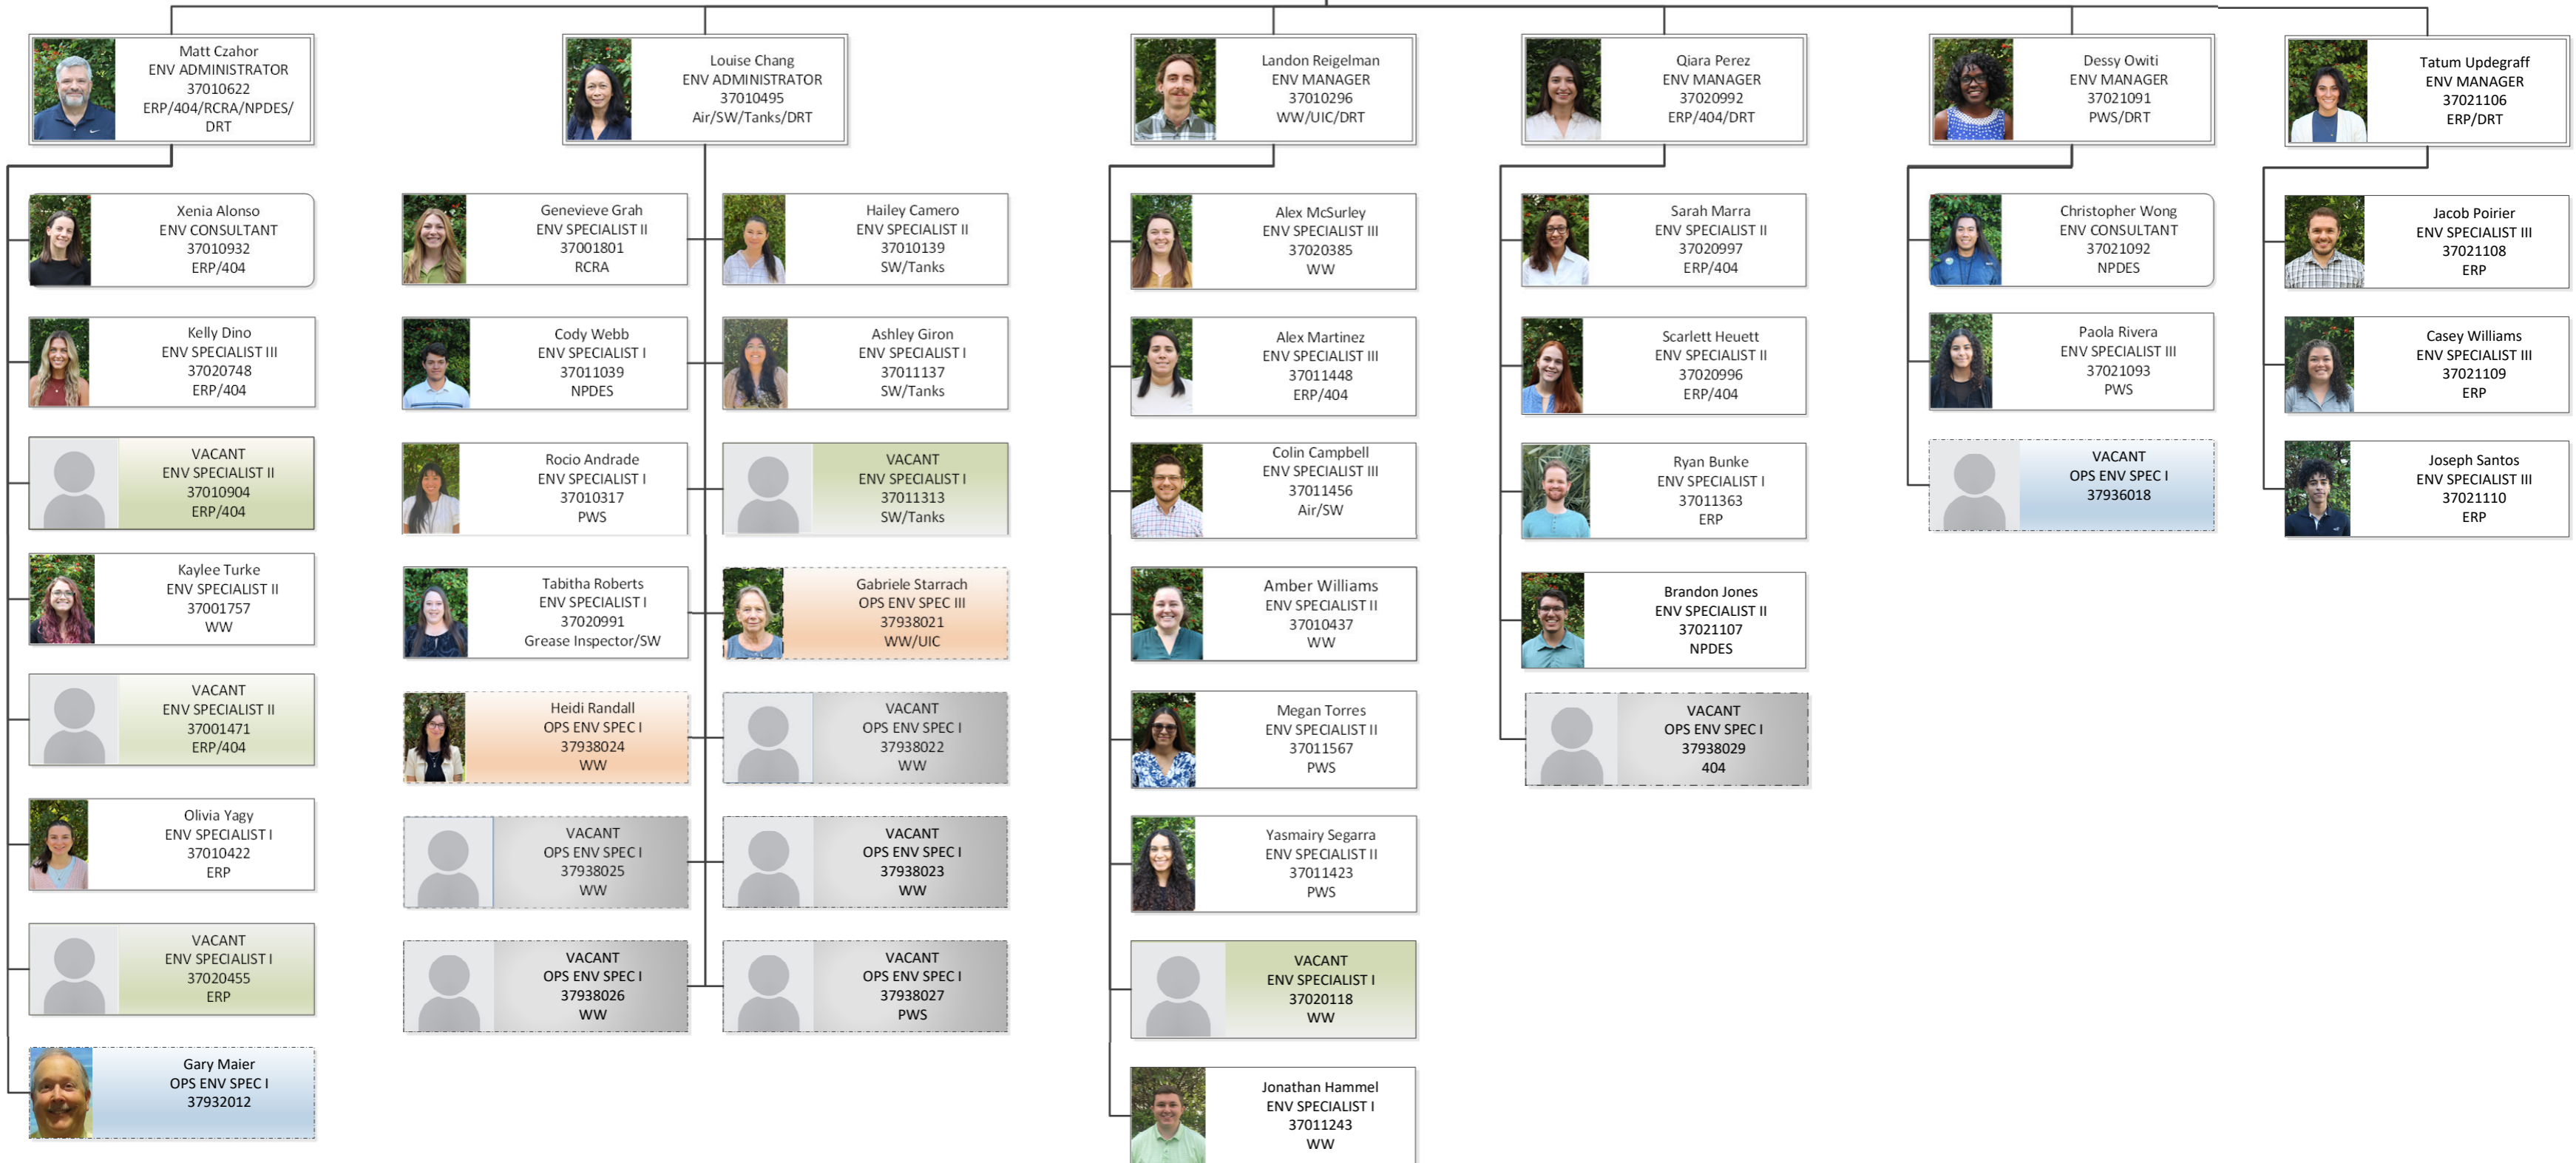 Matt Czahor
ENV ADMINISTRATOR
37010622
ERP/404/RCRA/NPDES/
DRT
Louise Chang
ENV ADMINISTRATOR
37010495
Air/SW/Tanks/DRT
Landon Reigelman
ENV MANAGER
37010296
WW/UIC/DRT
Qiara Perez
ENV MANAGER
37020992
ERP/404/DRT
Dessy Owiti
ENV MANAGER
37021091
PWS/DRT
Tatum Updegraff
ENV MANAGER
37021106
ERP/DRT
Xenia Alonso
ENV CONSULTANT
37010932
ERP/404
Kelly Dino
ENV SPECIALIST III
37020748
ERP/404
VACANT
ENV SPECIALIST II
37010904
ERP/404
Kaylee Turke
ENV SPECIALIST II
37001757
WW
VACANT
ENV SPECIALIST II
37001471
ERP/404
Olivia Yagy
ENV SPECIALIST I
37010422
ERP
VACANT
ENV SPECIALIST I
37020455
ERP
Gary Maier
OPS ENV SPEC I
37932012
Genevieve Grah
ENV SPECIALIST II
37001801
RCRA
Hailey Camero
ENV SPECIALIST II
37010139
SW/Tanks
Cody Webb
ENV SPECIALIST I
37011039
NPDES
Ashley Giron
ENV SPECIALIST I
37011137
SW/Tanks
Rocio Andrade
ENV SPECIALIST I
37010317
PWS
VACANT
ENV SPECIALIST I
37011313
SW/Tanks
Tabitha Roberts
ENV SPECIALIST I
37020991
Grease Inspector/SW
Gabriele Starrach
OPS ENV SPEC III
37938021
WW/UIC
Heidi Randall
OPS ENV SPEC I
37938024
WW
VACANT
OPS ENV SPEC I
37938022
WW
VACANT
OPS ENV SPEC I
37938025
WW
VACANT
OPS ENV SPEC I
37938023
WW
VACANT
OPS ENV SPEC I
37938026
WW
VACANT
OPS ENV SPEC I
37938027
PWS
Alex McSurley
ENV SPECIALIST III
37020385
WW
Alex Martinez
ENV SPECIALIST III
37011448
ERP/404
Colin Campbell
ENV SPECIALIST III
37011456
Air/SW
Amber Williams
ENV SPECIALIST II
37010437
WW
Megan Torres
ENV SPECIALIST II
37011567
PWS
Yasmairy Segarra
ENV SPECIALIST II
37011423
PWS
VACANT
ENV SPECIALIST I
37020118
WW
Jonathan Hammel
ENV SPECIALIST I
37011243
WW
Sarah Marra
ENV SPECIALIST II
37020997
ERP/404
Scarlett Heuett
ENV SPECIALIST II
37020996
ERP/404
Ryan Bunke
ENV SPECIALIST I
37011363
ERP
Brandon Jones
ENV SPECIALIST II
37021107
NPDES
VACANT
OPS ENV SPEC I
37938029
404
Christopher Wong
ENV CONSULTANT
37021092
NPDES
Paola Rivera
ENV SPECIALIST III
37021093
PWS
VACANT
OPS ENV SPEC I
37936018
Jacob Poirier
ENV SPECIALIST III
37021108
ERP
Casey Williams
ENV SPECIALIST III
37021109
ERP
Joseph Santos
ENV SPECIALIST III
37021110
ERP